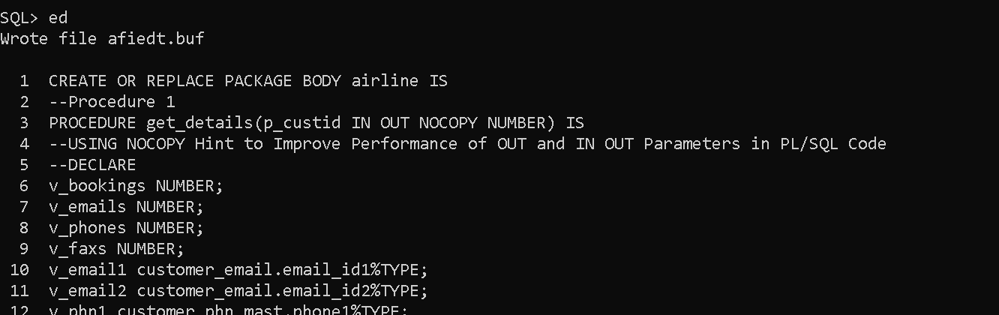 SQL> ed
Wrote file afiedt.buf
1 CREATE OR REPLACE PACKAGE BODY airline IS
2 --Procedure 1
3 PROCEDURE get_details(p_custid IN OUT NOCOPY NUMBER) IS
4 --USING NOCOPY Hint to Improve Performance of OUT and IN OUT Parameters in PL/SQL Code
5 --DECLARE
6 v_bookings NUMBER;
7 v_emails NUMBER;
8 v_phones NUMBER;
9 v_faxs NUMBER;
10 v_email1 customer_email.email_id1%TYPE;
11 v_email2 customer_email.email_id2%TYPE;
12 v_phn1 customer_phn_mast.phone1%TYPE;